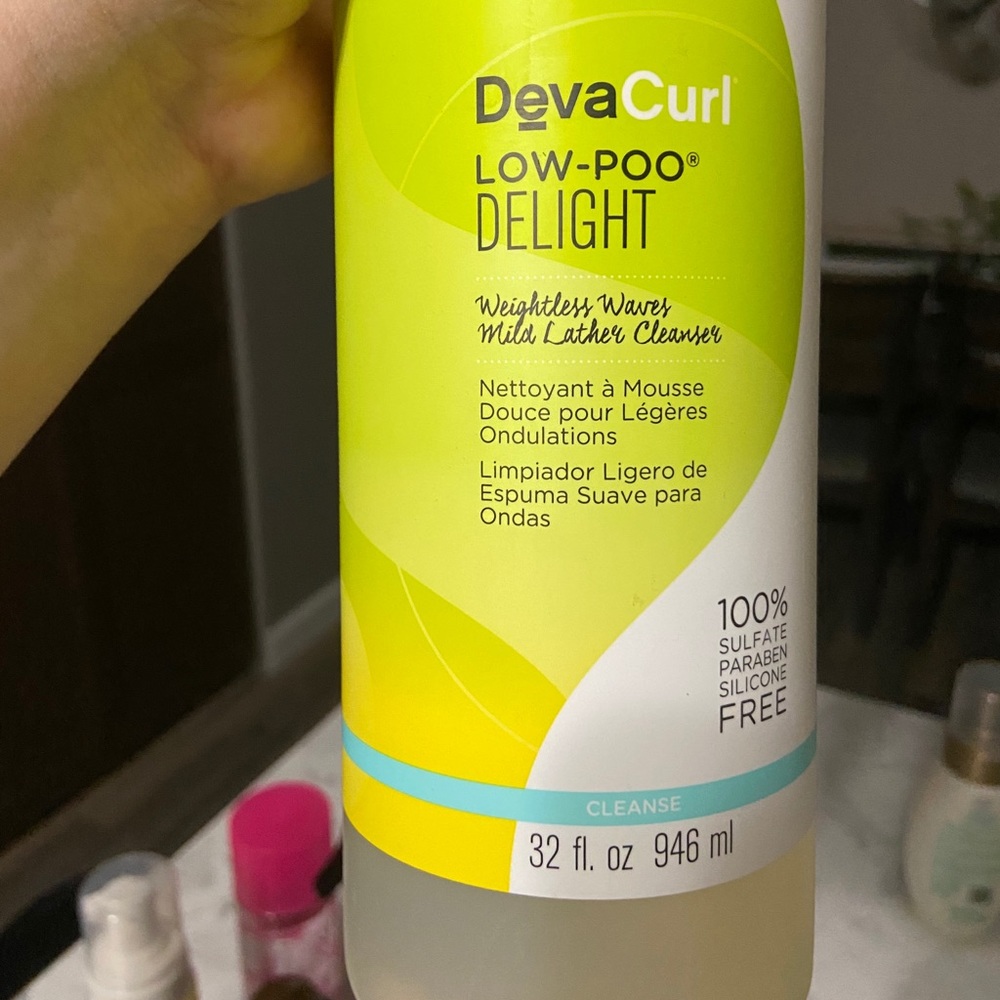 DevaCurl
LOW-POO®
DELIGHT
Weightless Waves
Mild Lather Cleanser
Nettoyant à Mousse
Douce pour Légères
Ondulations
Limpiador Ligero de
Espuma Suave para
Ondas
100%
SULFATE
PARABEN
SILICONE
FREE
CLEANSE
32 fl. oz 946 ml